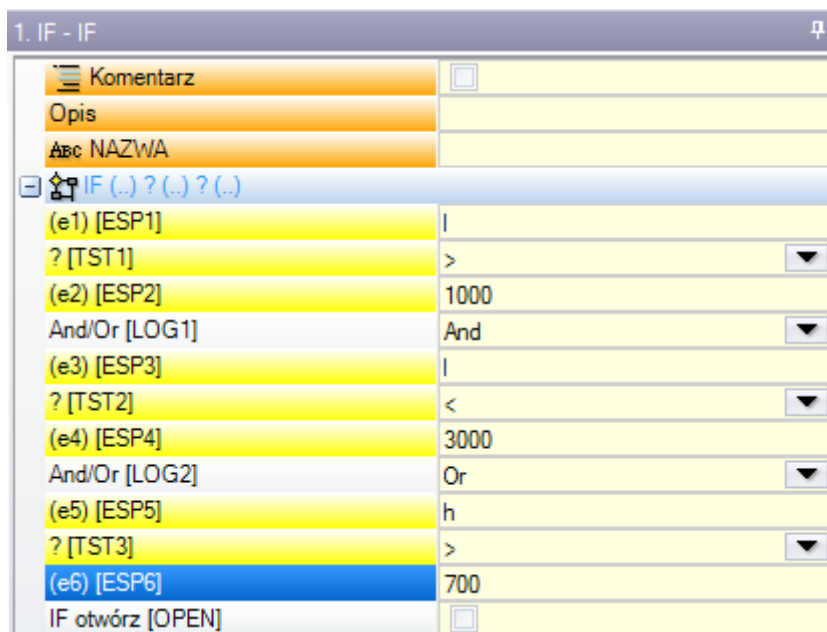 1. IF - IF
Komentarz
Opis
ABC NAZWA
IF (..) ? (..) ? (..)
(e1) [ESP1] l
? [TST1] >
(e2) [ESP2] 1000
And/Or [LOG1] And
(e3) [ESP3] l
? [TST2] <
(e4) [ESP4] 3000
And/Or [LOG2] Or
(e5) [ESP5] h
? [TST3] >
(e6) [ESP6] 700
IF otwórz [OPEN]